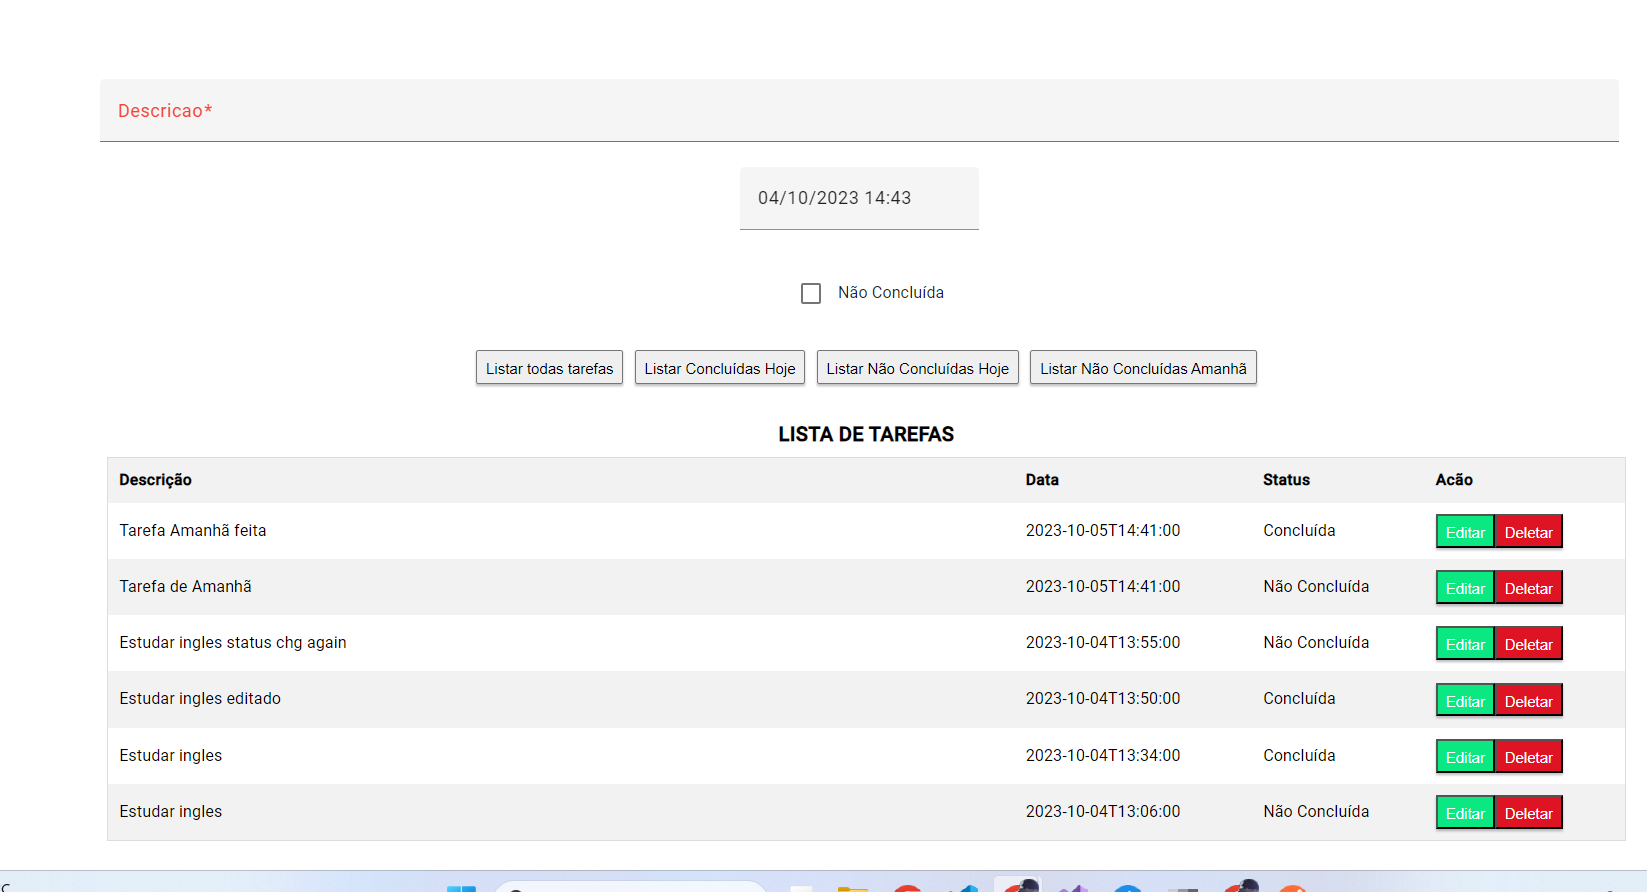 Descricao*
04/10/2023 14:43
Não Concluída
Listar todas tarefas Listar Concluídas Hoje Listar Não Concluídas Hoje Listar Não Concluídas Amanhã
LISTA DE TAREFAS
Descrição Data Status Acão
Tarefa Amanhã feita 2023-10-05T14:41:00 Concluída Editar Deletar
Tarefa de Amanhã 2023-10-05T14:41:00 Não Concluída Editar Deletar
Estudar ingles status chg again 2023-10-04T13:55:00 Não Concluída Editar Deletar
Estudar ingles editado 2023-10-04T13:50:00 Concluída Editar Deletar
Estudar ingles 2023-10-04T13:34:00 Concluída Editar Deletar
Estudar ingles 2023-10-04T13:06:00 Não Concluída Editar Deletar